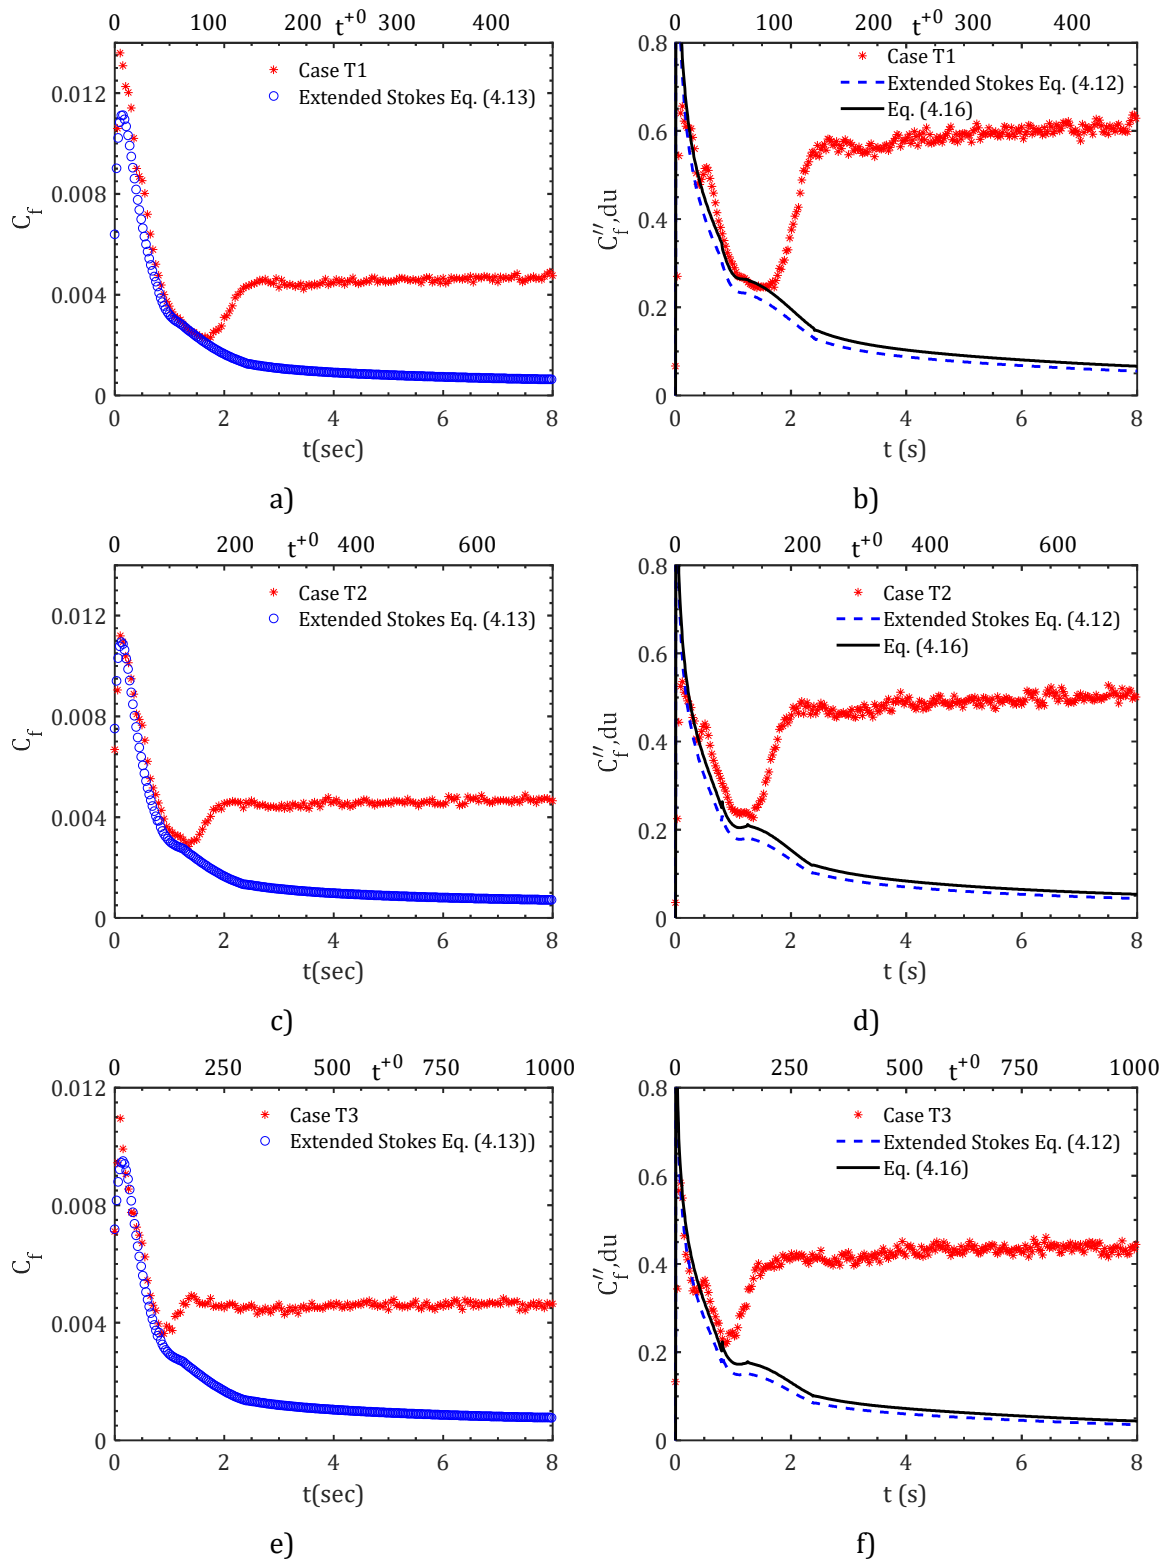 0 100 200 t+0 300 400
0.012
0.008
0.004
0
C_f
Case T1
Extended Stokes Eq. (4.13)
0 2 4 6 8
t(sec)
a)
0 100 200 t+0 300 400
0.8
0.6
0.4
0.2
0
C''_f,du
Case T1
Extended Stokes Eq. (4.12)
Eq. (4.16)
0 2 4 6 8
t (s)
b)
0 200 t+0 400 600
0.012
0.008
0.004
0
C_f
Case T2
Extended Stokes Eq. (4.13)
0 2 4 6 8
t(sec)
c)
0 200 t+0 400 600
0.8
0.6
0.4
0.2
0
C''_f,du
Case T2
Extended Stokes Eq. (4.12)
Eq. (4.16)
0 2 4 6 8
t (s)
d)
0 250 500 t+0 750 1000
0.012
0.008
0.004
0
C_f
Case T3
Extended Stokes Eq. (4.13))
0 2 4 6 8
t(sec)
e)
0 250 500 t+0 750 1000
0.8
0.6
0.4
0.2
0
C''_f,du
Case T3
Extended Stokes Eq. (4.12)
Eq. (4.16)
0 2 4 6 8
t (s)
f)